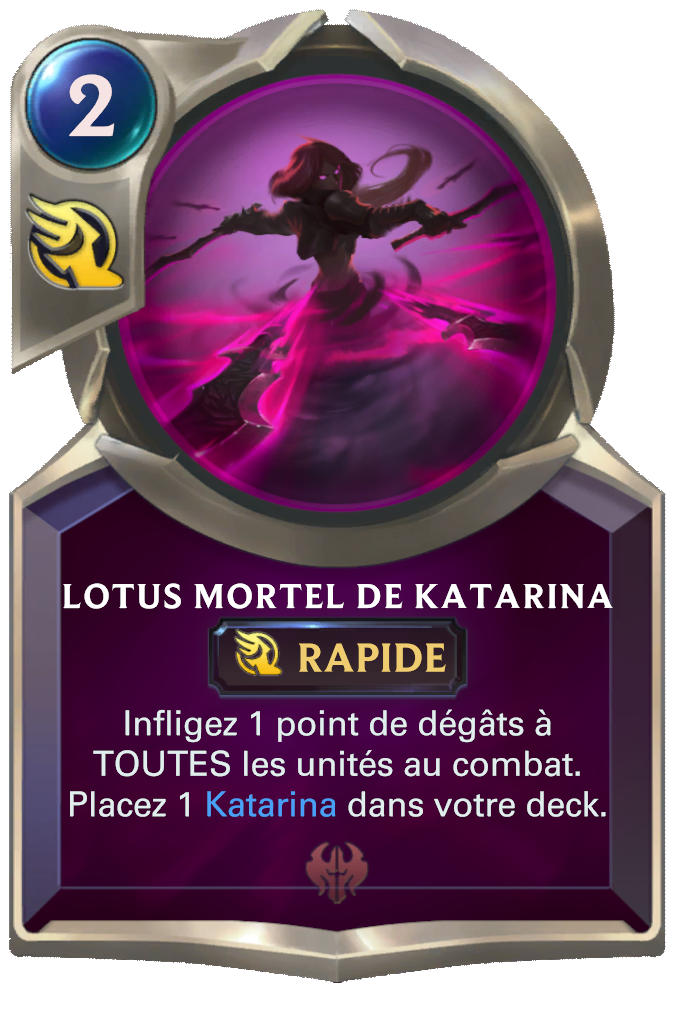 2
LOTUS MORTEL DE KATARINA
RAPIDE
Infligez 1 point de dégâts à
TOUTES les unités au combat.
Placez 1 Katarina dans votre deck.